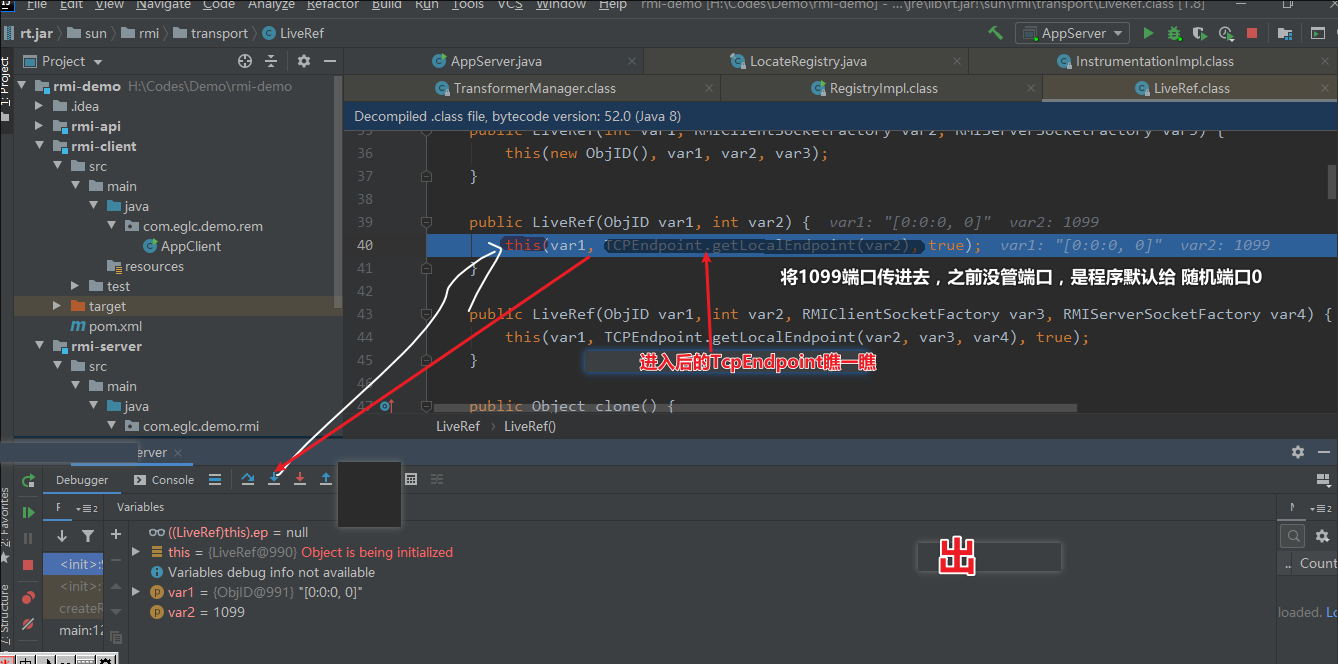 File Edit View Navigate Code Analyze Refactor Build Run Tools VCS Window Help rmi-demo [H:\Codes\Demo\rmi-demo] - ...\jre\lib\rt.jar!\sun\rmi\transport\LiveRef.class [1.8]
rt.jar sun rmi transport LiveRef AppServer
1: Project
Project
AppServer.java LocateRegistry.java InstrumentationImpl.class
TransformerManager.class RegistryImpl.class LiveRef.class
Decompiled .class file, bytecode version: 52.0 (Java 8)
rmi-demo H:\Codes\Demo\rmi-demo
.idea
rmi-api
rmi-client
src
main
java
com.eglc.demo.rem
AppClient
resources
test
target
pom.xml
rmi-server
src
main
java
com.eglc.demo.rmi
35 public LiveRef(int var1, RMIClientSocketFactory var2, RMIServerSocketFactory var3) {
36 this(new ObjID(), var1, var2, var3);
37 }
38
39 public LiveRef(ObjID var1, int var2) { var1: "[0:0:0, 0]" var2: 1099
40 this(var1, TCPEndpoint.getLocalEndpoint(var2), true); var1: "[0:0:0, 0]" var2: 1099
41 }
将1099端口传进去，之前没管端口，是程序默认给 随机端口0
42
43 public LiveRef(ObjID var1, int var2, RMIClientSocketFactory var3, RMIServerSocketFactory var4) {
44 this(var1, TCPEndpoint.getLocalEndpoint(var2, var3, var4), true);
45 }
进入后的TcpEndpoint瞧一瞧
46
47 public Object clone() {
LiveRef LiveRef()
erver
Debugger Console
F 2 Variables
((LiveRef)this).ep = null
this = {LiveRef@990} Object is being initialized
Variables debug info not available
var1 = {ObjID@991} "[0:0:0, 0]"
var2 = 1099
<init>:
<init>:
createR
main:12
出
Count
loaded. Lo
2: Favorites
7: Structure
中